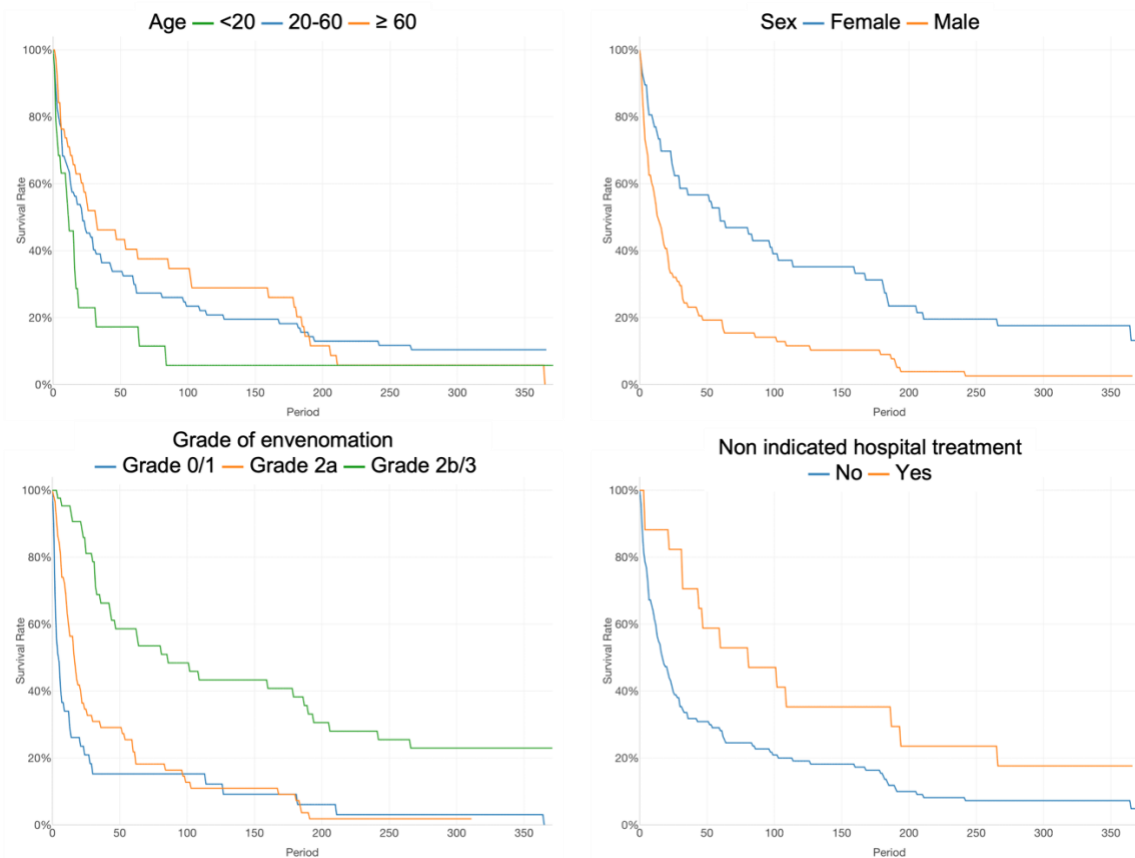 Age <20 20-60 ≥ 60
100%
80%
60%
40%
20%
0%
Survival Rate
0 50 100 150 200 250 300 350
Period
Sex Female Male
100%
80%
60%
40%
20%
0%
Survival Rate
0 50 100 150 200 250 300 350
Period
Grade of envenomation
Grade 0/1 Grade 2a Grade 2b/3
100%
80%
60%
40%
20%
0%
Survival Rate
0 50 100 150 200 250 300 350
Period
Non indicated hospital treatment
No Yes
100%
80%
60%
40%
20%
0%
Survival Rate
0 50 100 150 200 250 300 350
Period